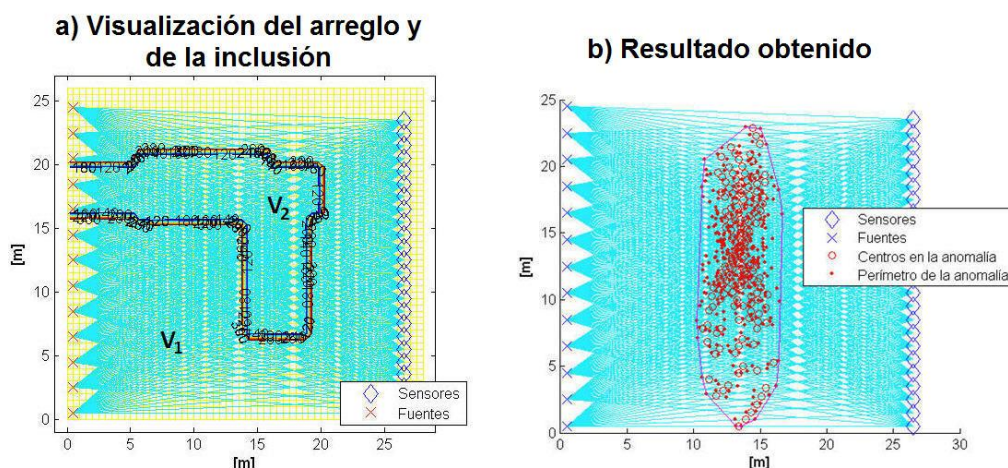 a) Visualización del arreglo y
de la inclusión
25
20
15
10
5
0
[m]
V2
V1
Sensores
Fuentes
0 5 10 15 20 25
[m]
b) Resultado obtenido
25
20
15
10
5
0
[m]
Sensores
Fuentes
Centros en la anomalía
Perímetro de la anomalía
0 5 10 15 20 25 30
[m]